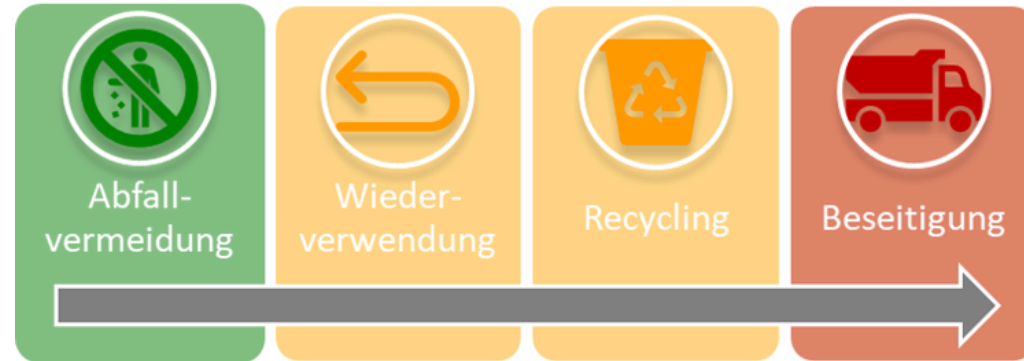 Abfall-
vermeidung
Wieder-
verwendung
Recycling
Beseitigung